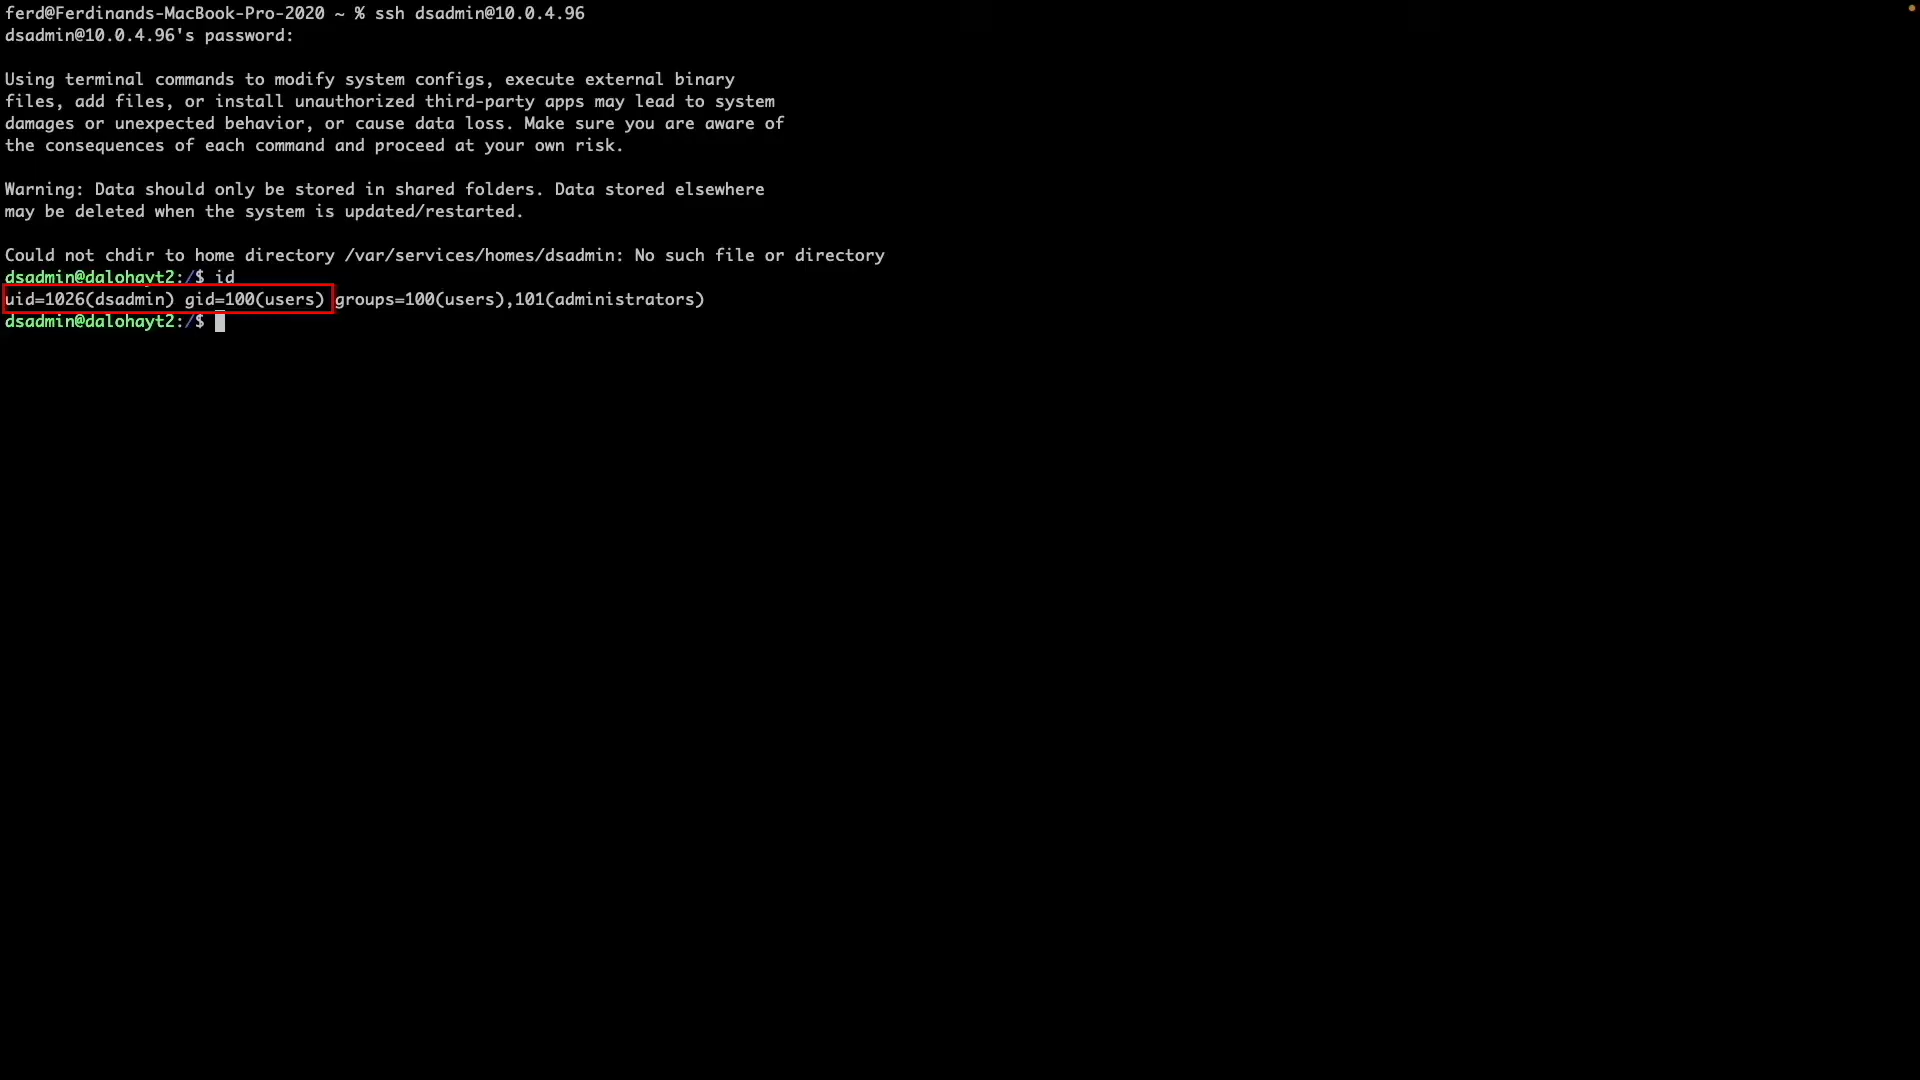 ferd@Ferdinands-MacBook-Pro-2020 ~ % ssh dsadmin@10.0.4.96
dsadmin@10.0.4.96's password:
Using terminal commands to modify system configs, execute external binary
files, add files, or install unauthorized third-party apps may lead to system
damages or unexpected behavior, or cause data loss. Make sure you are aware of
the consequences of each command and proceed at your own risk.
Warning: Data should only be stored in shared folders. Data stored elsewhere
may be deleted when the system is updated/restarted.
Could not chdir to home directory /var/services/homes/dsadmin: No such file or directory
dsadmin@dalohayt2:/$ id
uid=1026(dsadmin) gid=100(users) groups=100(users),101(administrators)
dsadmin@dalohayt2:/$